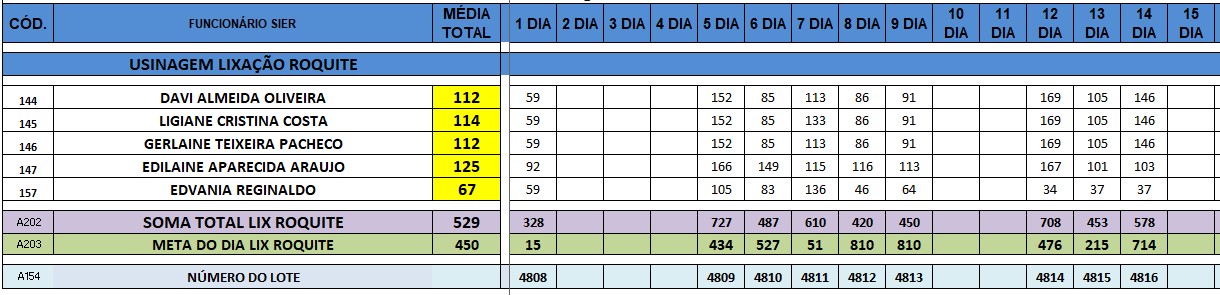 CÓD. FUNCIONÁRIO SIER MÉDIA TOTAL 1 DIA 2 DIA 3 DIA 4 DIA 5 DIA 6 DIA 7 DIA 8 DIA 9 DIA 10 DIA 11 DIA 12 DIA 13 DIA 14 DIA 15 DIA
USINAGEM LIXAÇÃO ROQUITE
144 DAVI ALMEIDA OLIVEIRA 112 59 152 85 113 86 91 169 105 146
145 LIGIANE CRISTINA COSTA 114 59 152 85 133 86 91 169 105 146
146 GERLAINE TEIXEIRA PACHECO 112 59 152 85 113 86 91 169 105 146
147 EDILAINE APARECIDA ARAUJO 125 92 166 149 115 116 113 167 101 103
157 EDVANIA REGINALDO 67 59 105 83 136 46 64 34 37 37
A202 SOMA TOTAL LIX ROQUITE 529 328 727 487 610 420 450 708 453 578
A203 META DO DIA LIX ROQUITE 450 15 434 527 51 810 810 476 215 714
A154 NÚMERO DO LOTE 4808 4809 4810 4811 4812 4813 4814 4815 4816